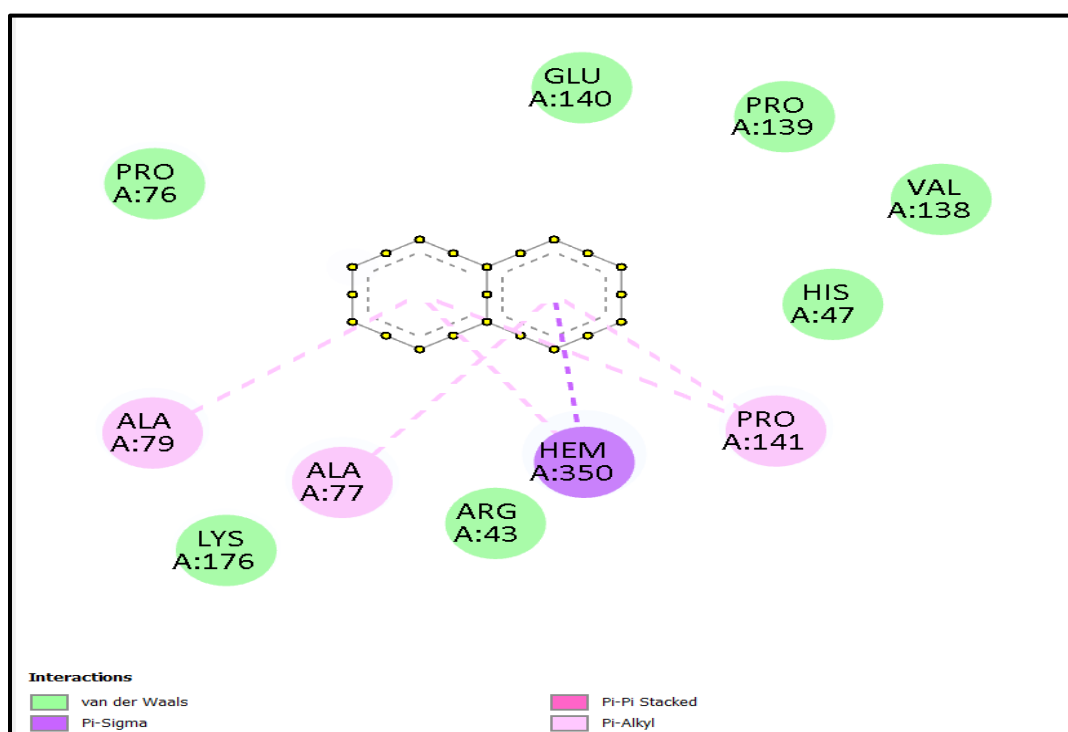 GLU
A:140
PRO
A:139
PRO
A:76
VAL
A:138
HIS
A:47
ALA
A:79
PRO
A:141
HEM
A:350
ALA
A:77
ARG
A:43
LYS
A:176
Interactions
van der Waals
Pi-Sigma
Pi-Pi Stacked
Pi-Alkyl